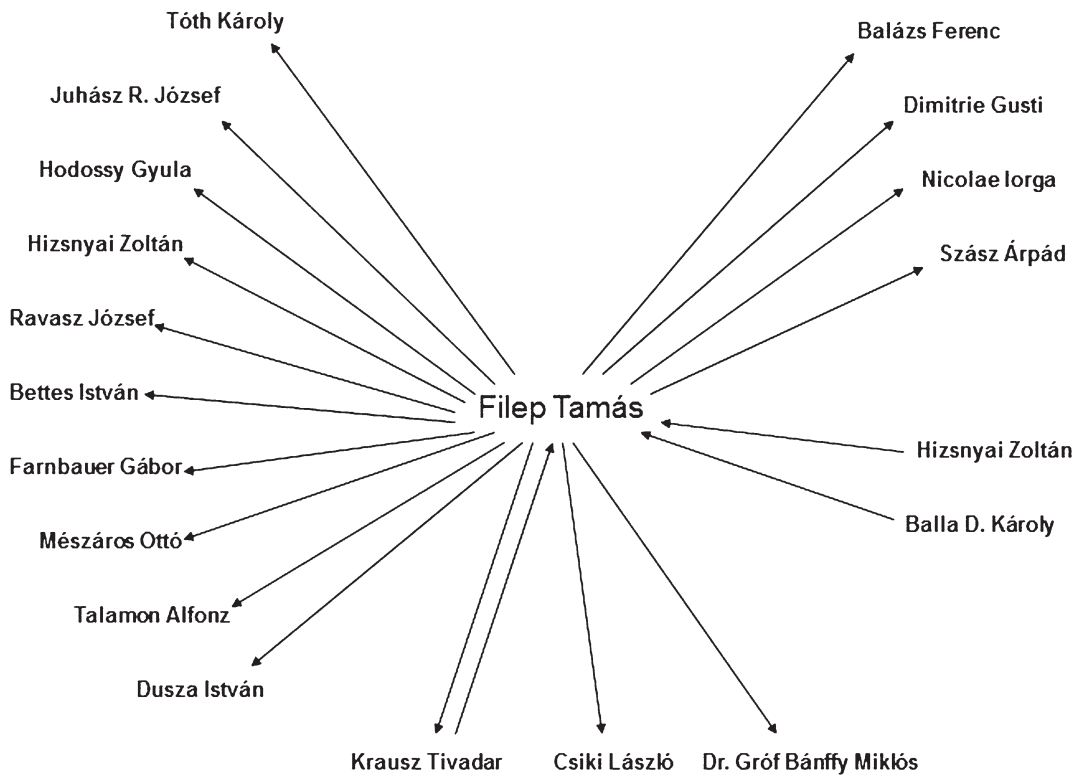 Tóth Károly
Balázs Ferenc
Juhász R. József
Dimitrie Gusti
Hodossy Gyula
Nicolae Iorga
Hizsnyai Zoltán
Szász Árpád
Ravasz József
Bettes István
Filep Tamás
Farnbauer Gábor
Hizsnyai Zoltán
Mészáros Ottó
Balla D. Károly
Talamon Alfonz
Dusza István
Krausz Tivadar
Csiki László
Dr. Gróf Bánffy Miklós